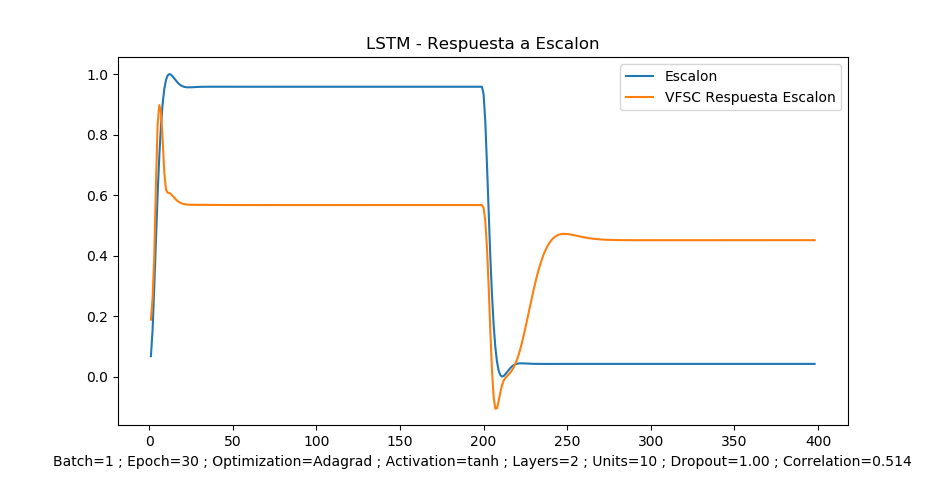 LSTM - Respuesta a Escalon
Escalon
VFSC Respuesta Escalon
1.0
0.8
0.6
0.4
0.2
0.0
0 50 100 150 200 250 300 350 400
Batch=1 ; Epoch=30 ; Optimization=Adagrad ; Activation=tanh ; Layers=2 ; Units=10 ; Dropout=1.00 ; Correlation=0.514